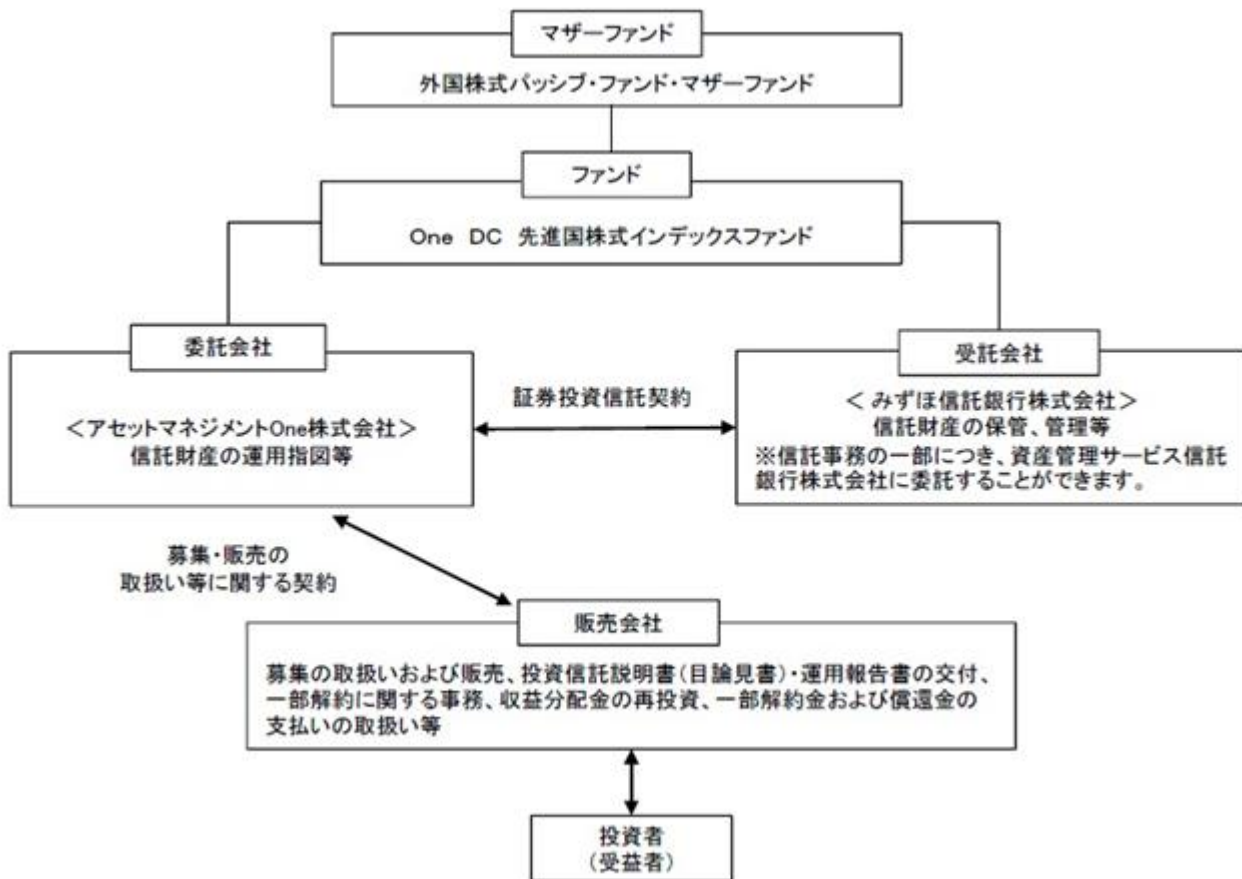 マザーファンド
外国株式パッシブ・ファンド・マザーファンド
ファンド
One DC 先進国株式インデックスファンド
委託会社
<アセットマネジメントOne株式会社>
信託財産の運用指図等
証券投資信託契約
受託会社
< みずほ信託銀行株式会社>
信託財産の保管、管理等
※信託事務の一部につき、資産管理サービス信託
銀行株式会社に委託することができます。
募集・販売の
取扱い等に関する契約
販売会社
募集の取扱いおよび販売、投資信託説明書(目論見書)・運用報告書の交付、
一部解約に関する事務、収益分配金の再投資、一部解約金および償還金の
支払いの取扱い等
投資者
(受益者)